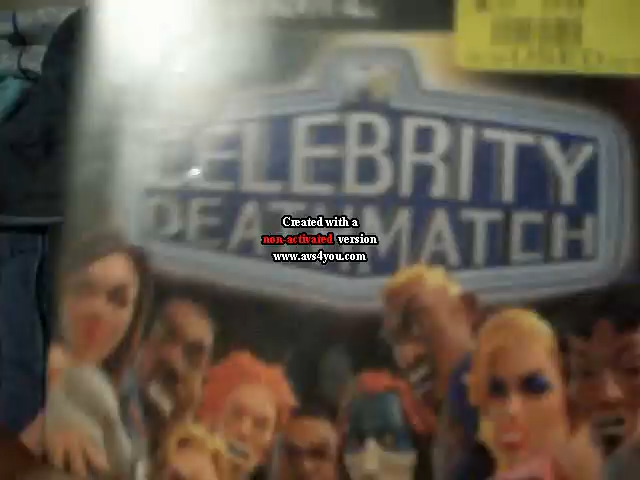 CELEBRITY
DEATHMATCH
Created with a
non-activated version
www.avs4you.com